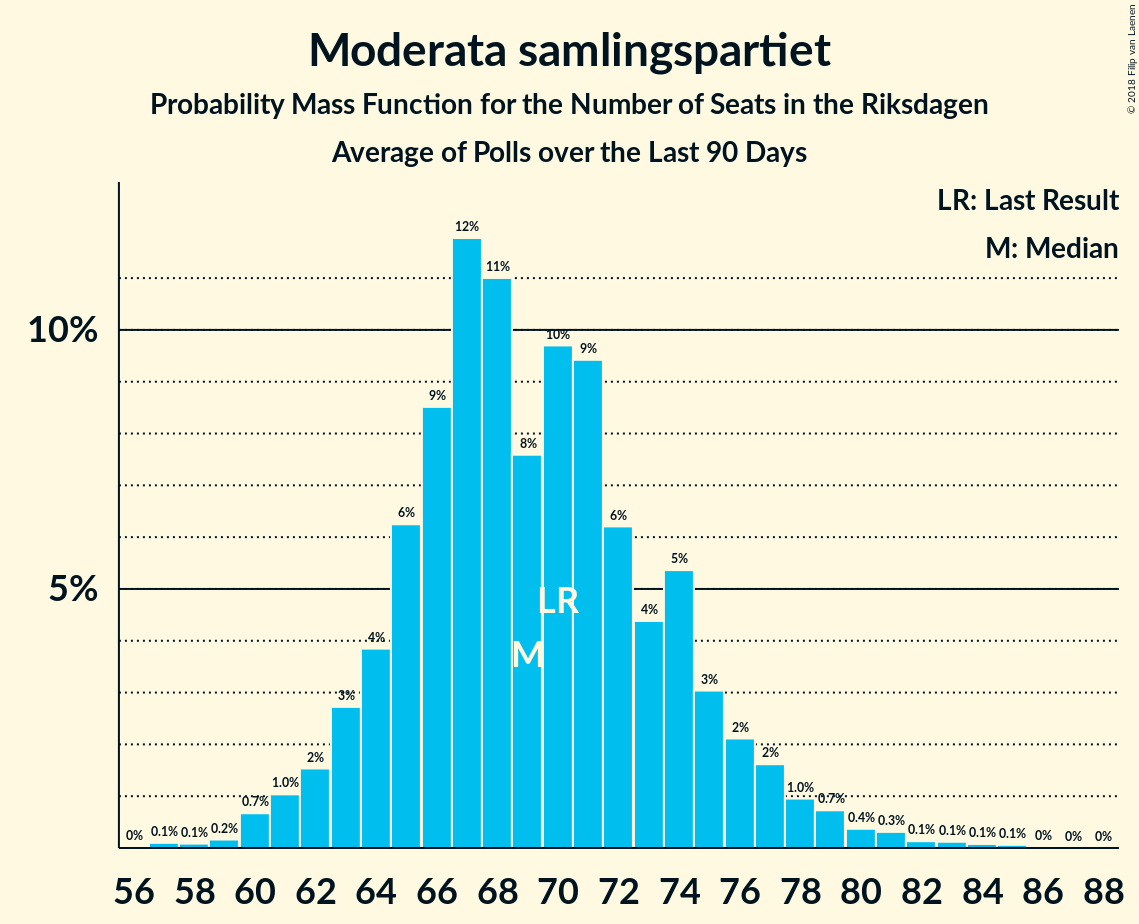 Moderata samlingspartiet
Probability Mass Function for the Number of Seats in the Riksdagen
Average of Polls over the Last 90 Days
© 2018 Filip van Laenen
LR: Last Result
M: Median
10%
5%
0% 0.1% 0.1% 0.2% 0.7% 1.0% 2% 3% 4% 6% 9% 12% 11% 8% 10% 9% 6% 4% 5% 3% 2% 2% 1.0% 0.7% 0.4% 0.3% 0.1% 0.1% 0.1% 0.1% 0% 0% 0%
LR
M
56 58 60 62 64 66 68 70 72 74 76 78 80 82 84 86 88